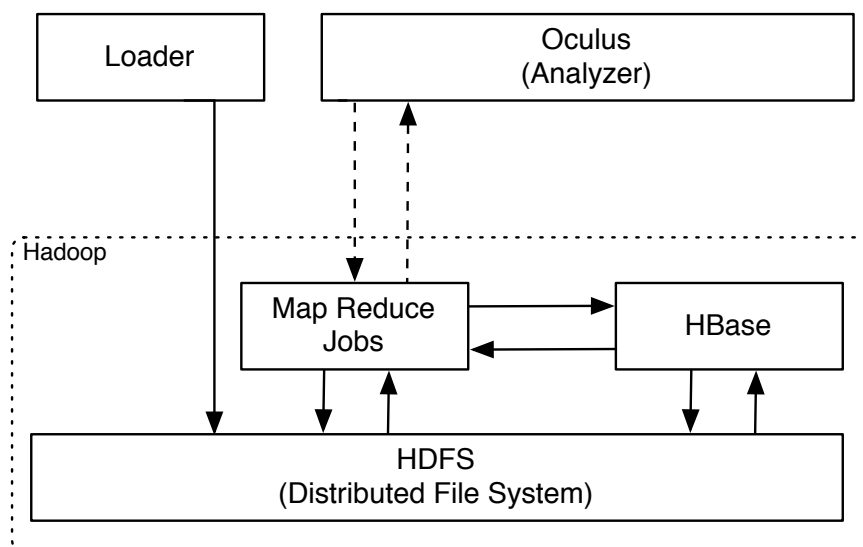 Loader
Oculus
(Analyzer)
Hadoop
Map Reduce
Jobs
HBase
HDFS
(Distributed File System)